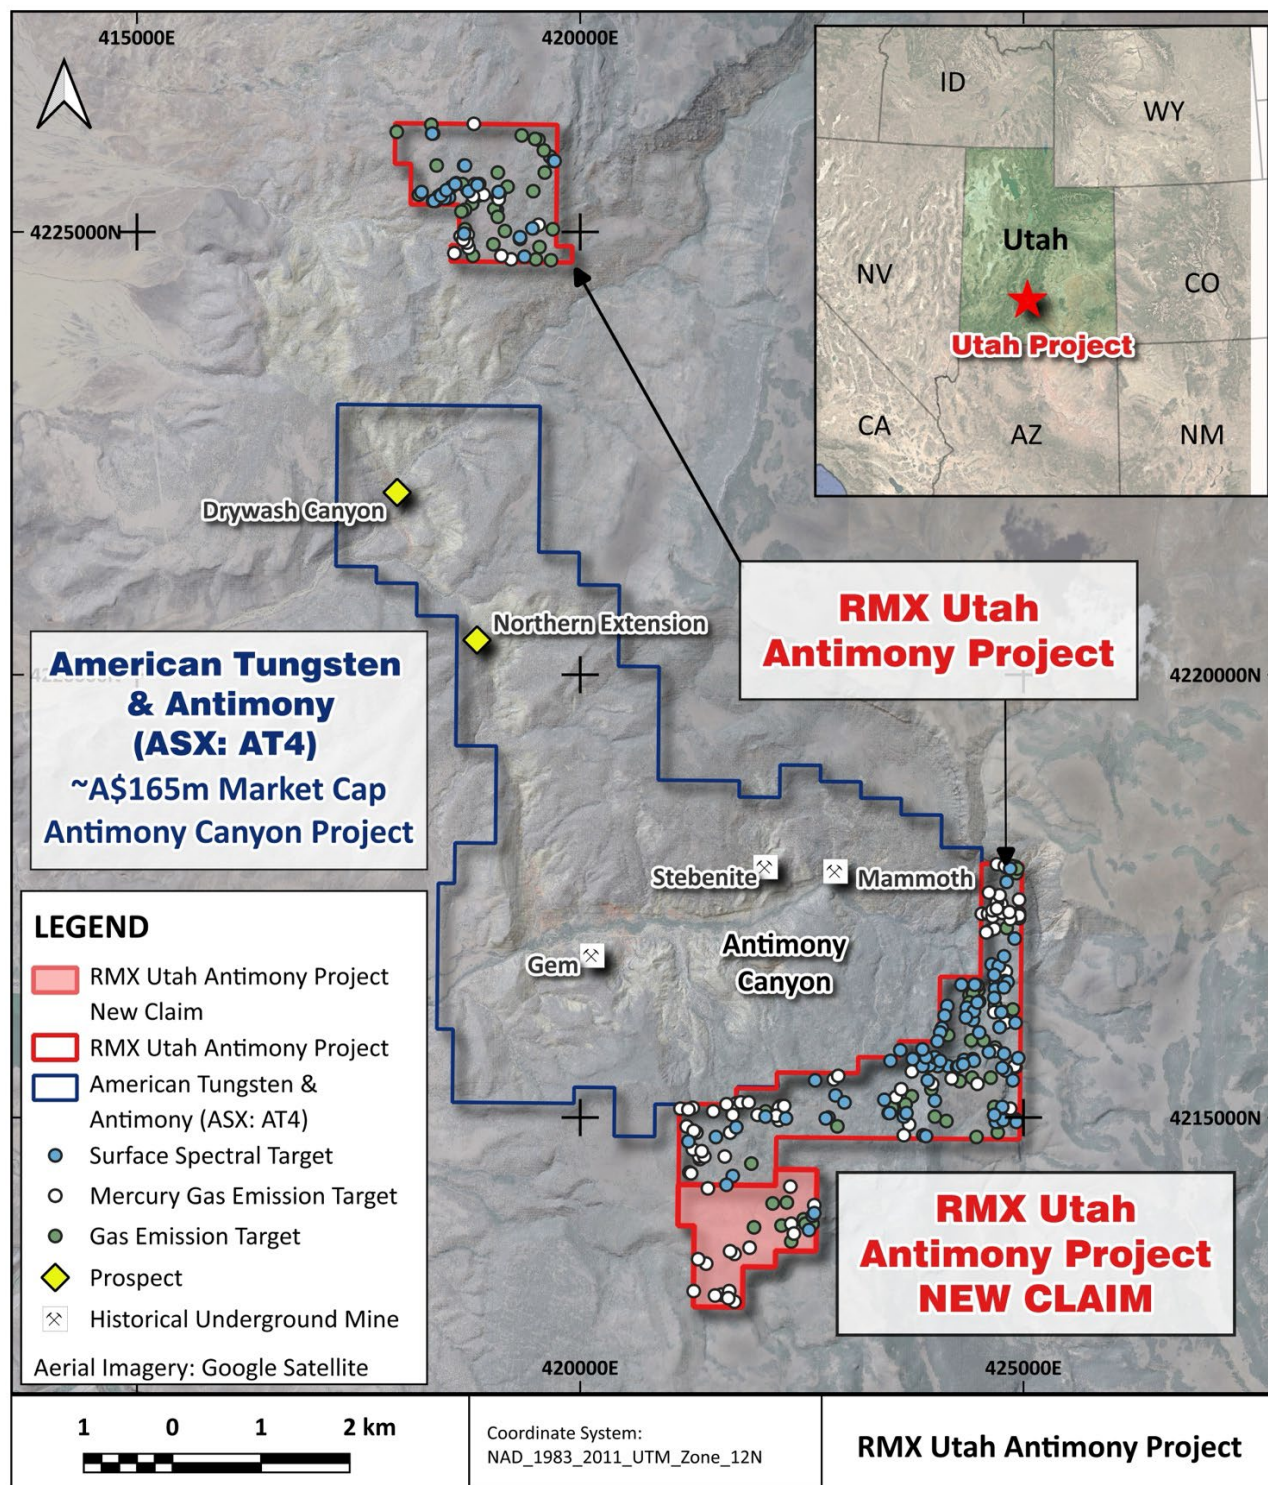 415000E
420000E
ID
WY
4225000N
Utah
NV
CO
Utah Project
CA
AZ
NM
Drywash Canyon
Northern Extension
RMX Utah
Antimony Project
4220000N
American Tungsten
& Antimony
(ASX: AT4)
~A$165m Market Cap
Antimony Canyon Project
4220000N
Stebenite
Mammoth
Antimony
Canyon
Gem
LEGEND
RMX Utah Antimony Project
New Claim
RMX Utah Antimony Project
American Tungsten &
Antimony (ASX: AT4)
Surface Spectral Target
Mercury Gas Emission Target
Gas Emission Target
Prospect
Historical Underground Mine
Aerial Imagery: Google Satellite
4215000N
RMX Utah
Antimony Project
NEW CLAIM
420000E
425000E
1 0 1 2 km
Coordinate System:
NAD_1983_2011_UTM_Zone_12N
RMX Utah Antimony Project